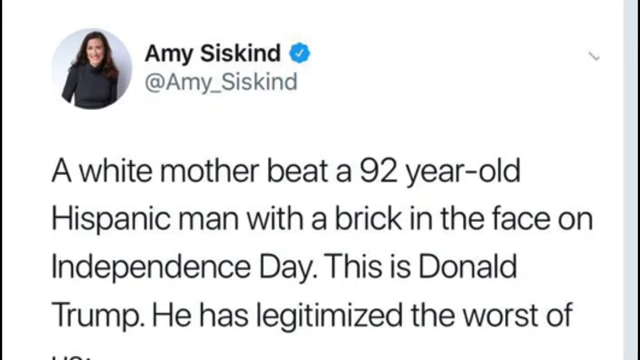 Amy Siskind
@Amy_Siskind
A white mother beat a 92 year-old
Hispanic man with a brick in the face on
Independence Day. This is Donald
Trump. He has legitimized the worst of